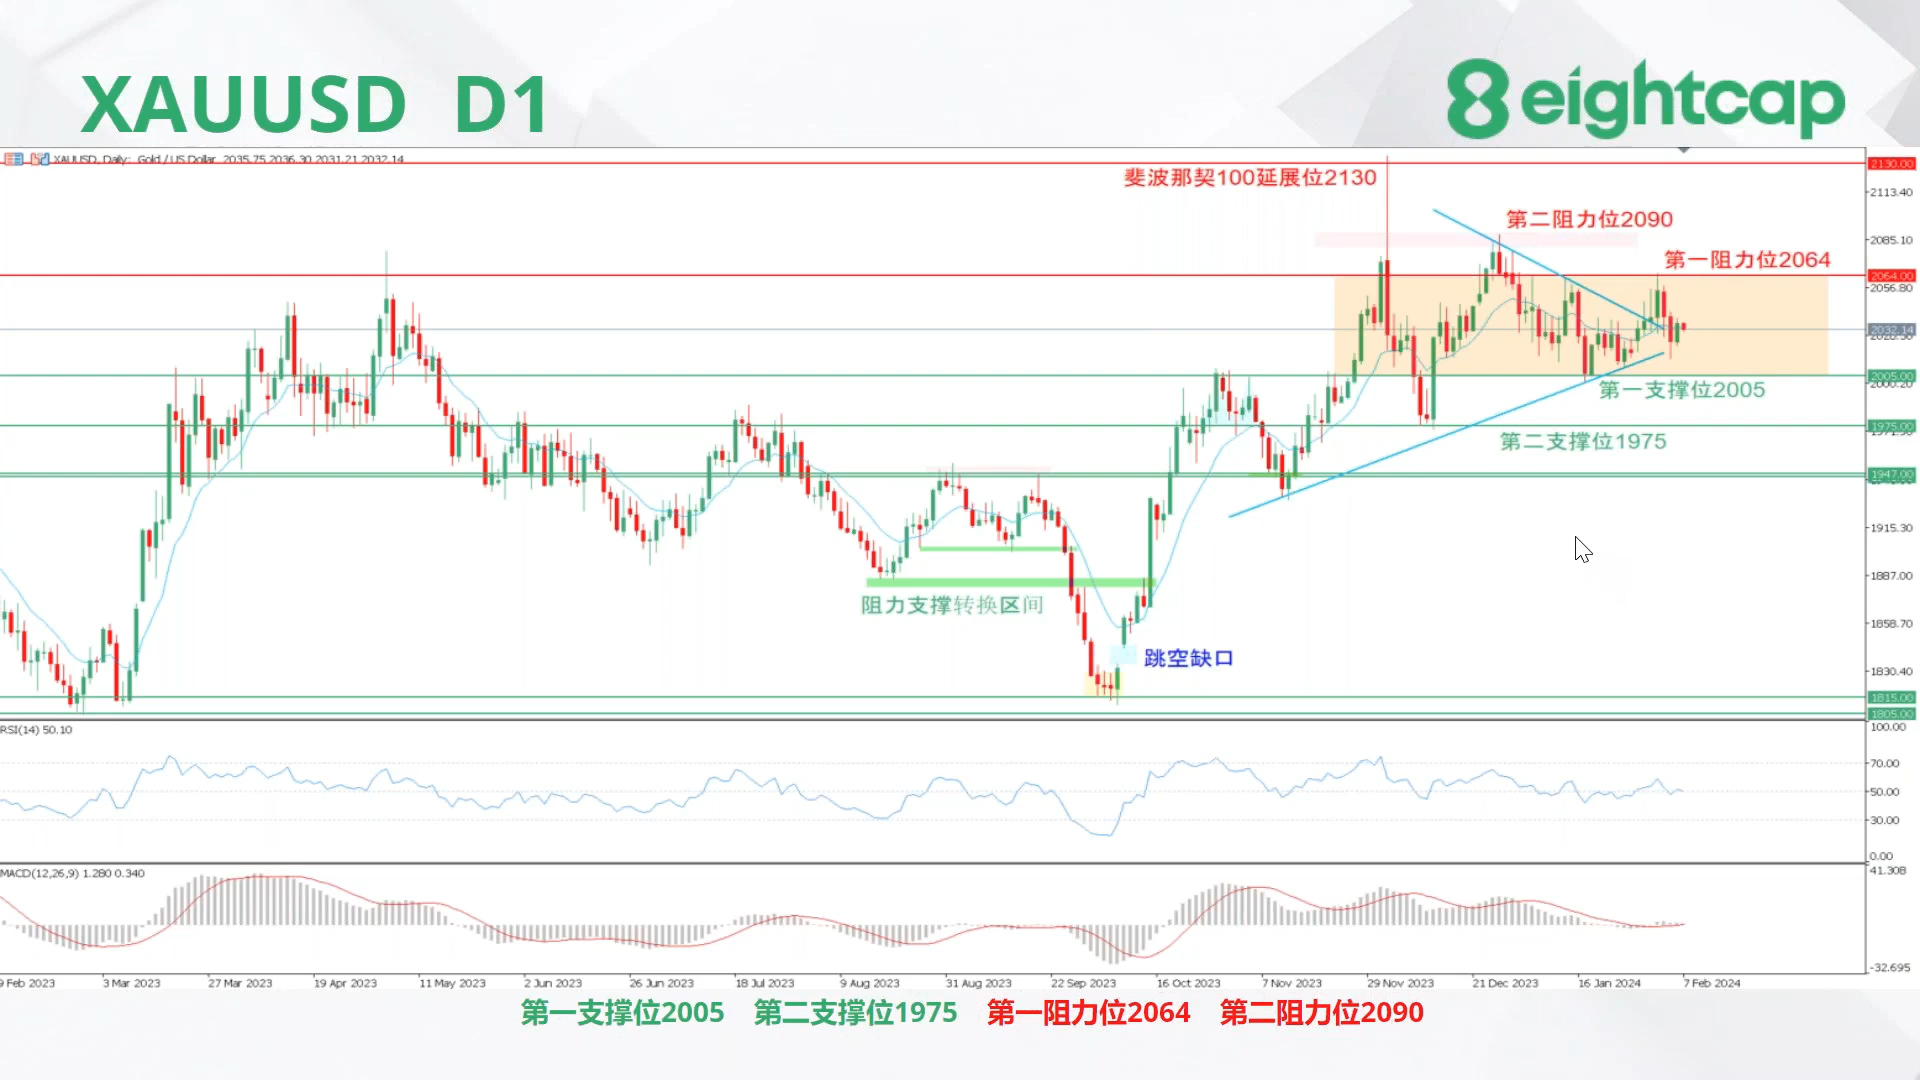 XAUUSD D1
8 eightcap
XAUUSD, Daily: Gold / US Dollar 2035.75 2036.30 2031.21 2032.14
2130.00
斐波那契100延展位2130
2113.40
第二阻力位2090
2085.10
第一阻力位2064
2064.00
2056.80
2032.14
2005.00
第一支撑位2005
1975.00
第二支撑位1975
1947.00
1915.30
1887.00
阻力支撑转换区间
1858.70
跳空缺口
1830.40
1815.00
1805.00
RSI(14) 50.10
100.00
70.00
50.00
30.00
0.00
MACD(12,26,9) 1.280 0.340
41.308
-32.695
9 Feb 2023 3 Mar 2023 27 Mar 2023 19 Apr 2023 11 May 2023 2 Jun 2023 26 Jun 2023 18 Jul 2023 9 Aug 2023 31 Aug 2023 22 Sep 2023 16 Oct 2023 7 Nov 2023 29 Nov 2023 21 Dec 2023 16 Jan 2024 7 Feb 2024
第一支撑位2005 第二支撑位1975 第一阻力位2064 第二阻力位2090